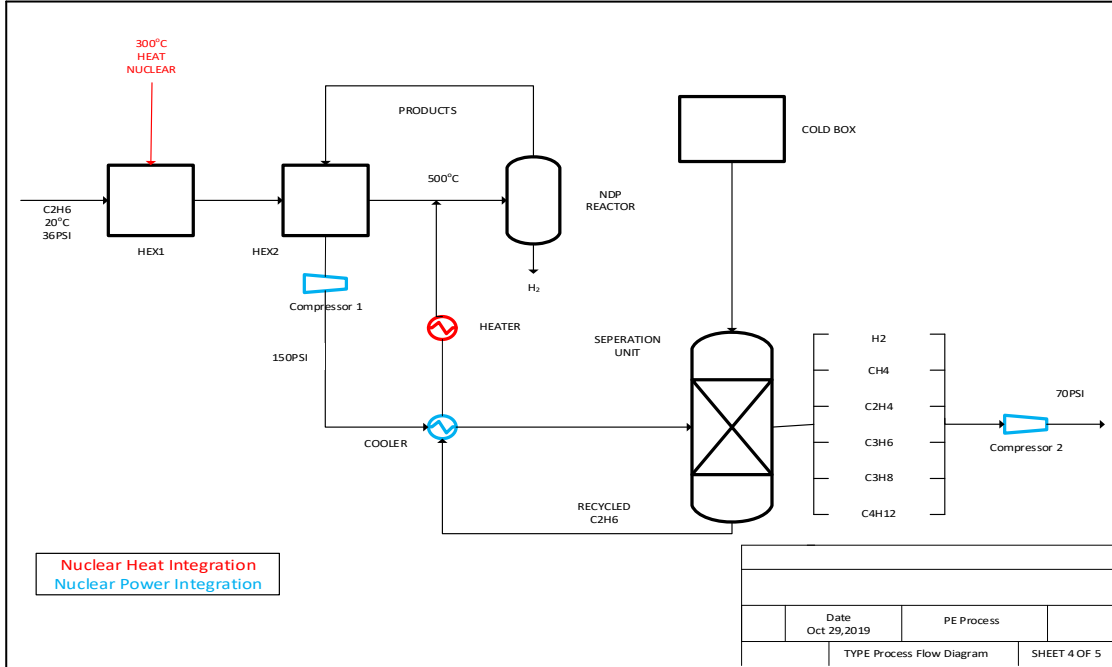 300°C
HEAT
NUCLEAR
PRODUCTS
COLD BOX
500°C
NDP
REACTOR
C2H6
20°C
36PSI
HEX1
HEX2
H₂
Compressor 1
HEATER
SEPERATION
UNIT
150PSI
COOLER
RECYCLED
C2H6
H2
CH4
C2H4
C3H6
C3H8
C4H12
70PSI
Compressor 2
Nuclear Heat Integration
Nuclear Power Integration
Date
Oct 29,2019
PE Process
TYPE Process Flow Diagram
SHEET 4 OF 5